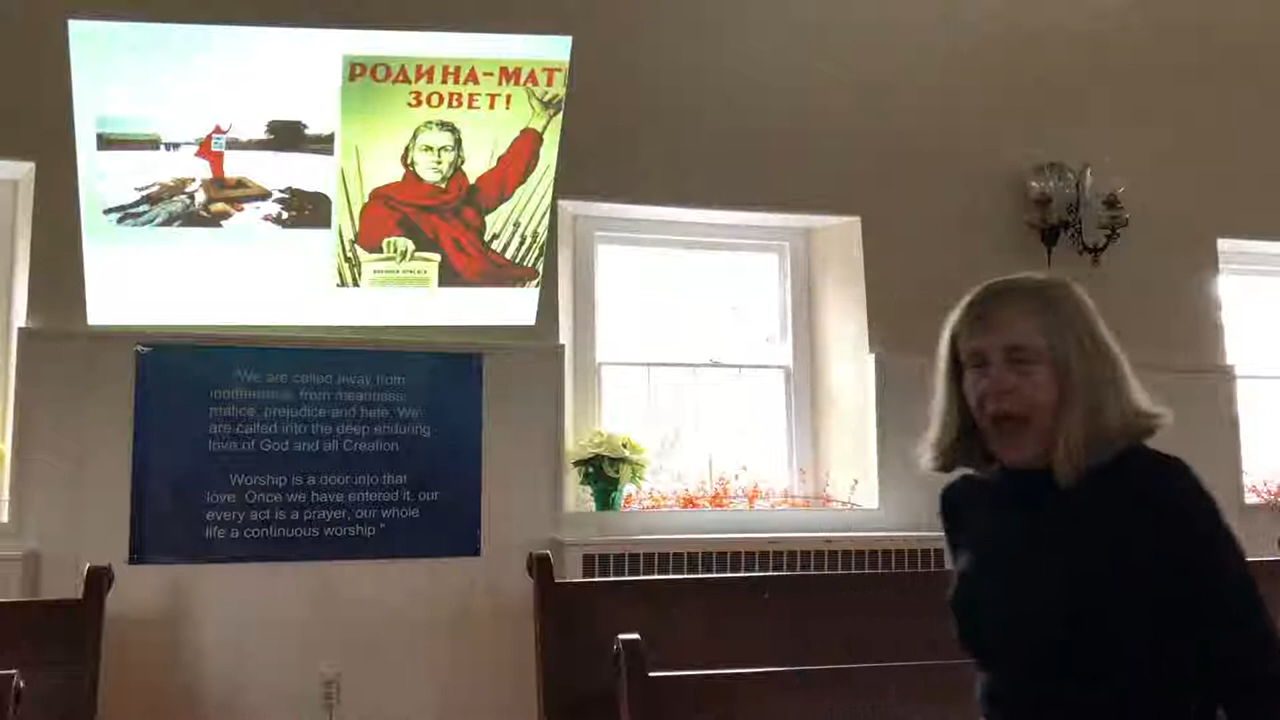 РОДИНА-МАТ
ЗОВЕТ!
"We are called away from
from meanness,
malice, prejudice and hate. We
are called into the deep enduring
love of God and all Creation.
Worship is a door into that
love. Once we have entered it, our
every act is a prayer, our whole
life a continuous worship."